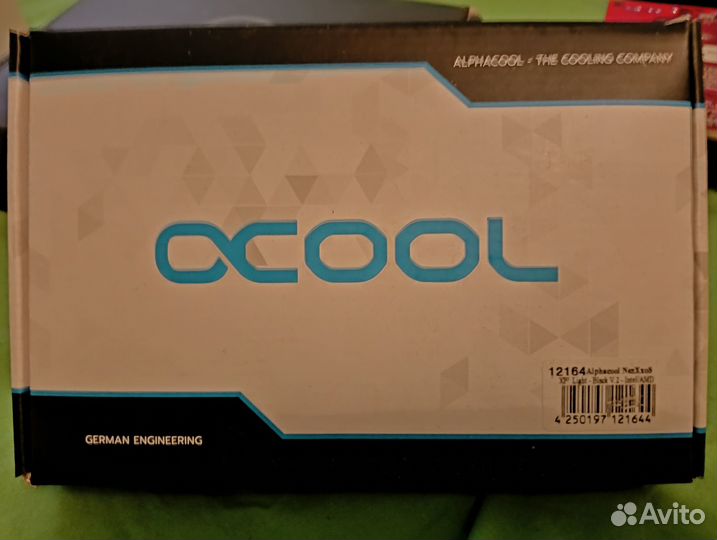 ALPHACOOL - THE COOLING COMPANY
αCOOL
12164 Alphacool NexXxoS
XP³ Light - Black V.2 - Intel/AMD
4 250197 121644
GERMAN ENGINEERING
Avito